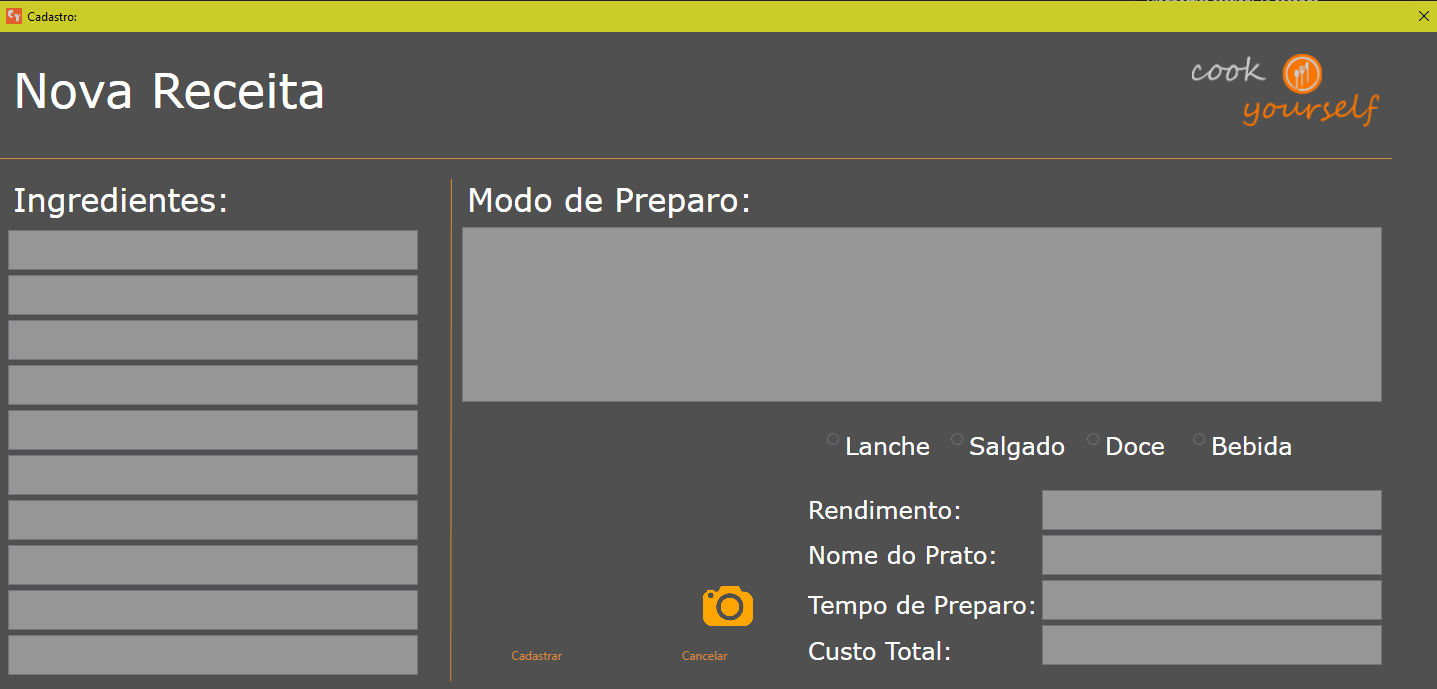 CY Cadastro:
Nova Receita
cook
yourself
Ingredientes:
Modo de Preparo:
Lanche Salgado Doce Bebida
Rendimento:
Nome do Prato:
Tempo de Preparo:
Custo Total:
Cadastrar Cancelar